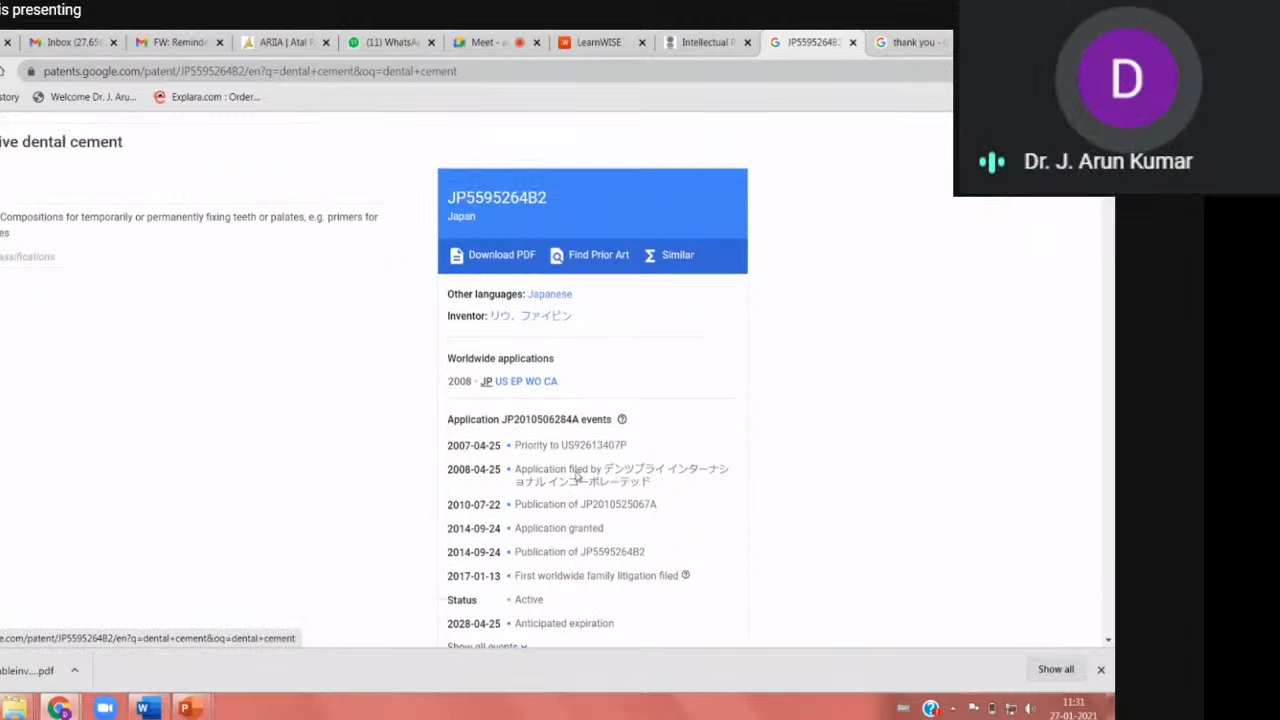 is presenting
Inbox (27,65
FW: Reminde
ARIIA | Atal R
(11) WhatsA
Meet -
LearnWISE
Intellectual P
JP5595264B2
thank you -
patents.google.com/patent/JP5595264B2/en?q=dental+cement&oq=dental+cement
story
Welcome Dr. J. Aru...
Explara.com : Order...
D
Dr. J. Arun Kumar
ive dental cement
Compositions for temporarily or permanently fixing teeth or palates, e.g. primers for
es
assifications
JP5595264B2
Japan
Download PDF
Find Prior Art
Similar
Other languages: Japanese
Inventor: リウ，ファイビン
Worldwide applications
2008 · JP US EP WO CA
Application JP2010506284A events
2007-04-25 • Priority to US92613407P
2008-04-25 • Application filed by デンツプライ インターナシ
ョナル インコーポレーテッド
2010-07-22 • Publication of JP2010525067A
2014-09-24 • Application granted
2014-09-24 • Publication of JP5595264B2
2017-01-13 • First worldwide family litigation filed
Status • Active
2028-04-25 • Anticipated expiration
Show all events
e.com/patent/JP5595264B2/en?q=dental+cement&oq=dental+cement
ableinv....pdf
Show all
11:31
27-01-2021